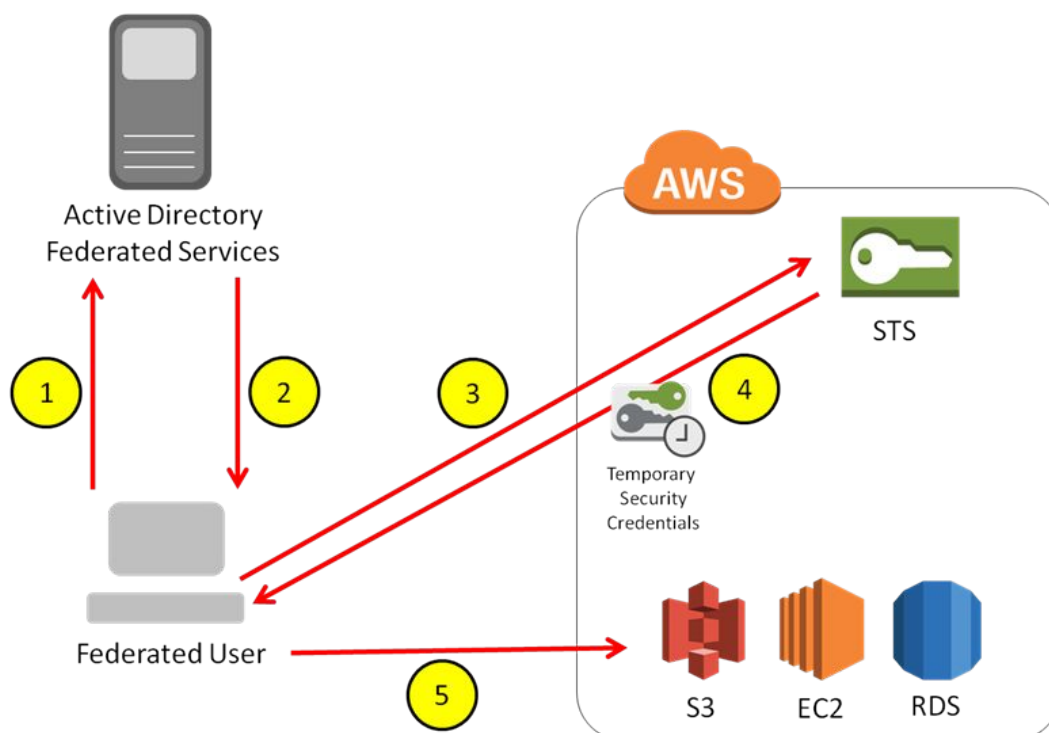 AWS
Active Directory
Federated Services
STS
1
2
3
4
Temporary
Security
Credentials
Federated User
5
S3
EC2
RDS